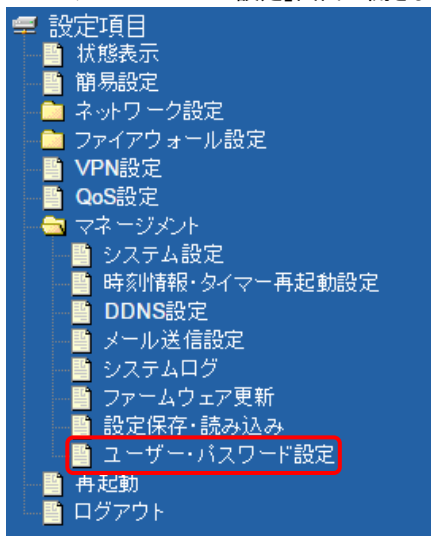 設定項目
状態表示
簡易設定
ネットワーク設定
ファイアウォール設定
VPN設定
QoS設定
マネージメント
システム設定
時刻情報・タイマー再起動設定
DDNS設定
メール送信設定
システムログ
ファームウェア更新
設定保存・読み込み
ユーザー・パスワード設定
再起動
ログアウト